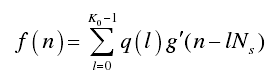 f(n) = \sum_{l=0}^{K_0-1} q(l) g'(n-lN_s)